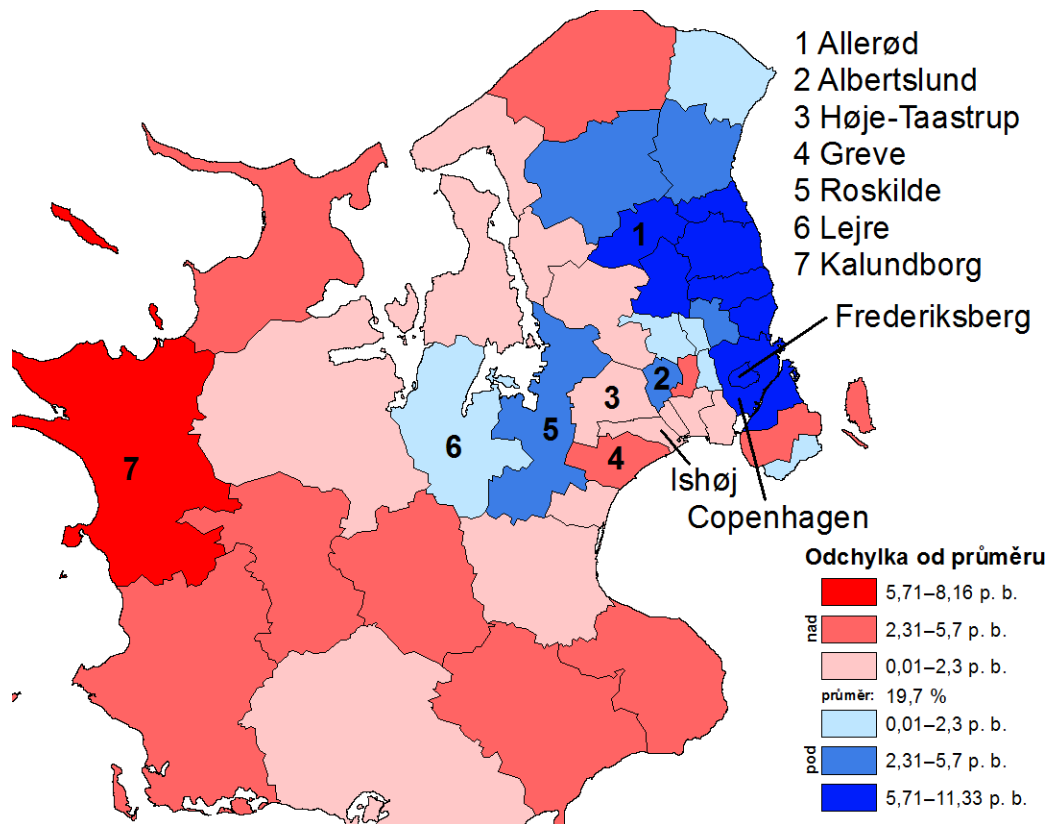 1 Allerød
2 Albertslund
3 Høje-Taastrup
4 Greve
5 Roskilde
6 Lejre
7 Kalundborg
Frederiksberg
1
2
3
4
5
6
7
Ishøj
Copenhagen
Odchylka od průměru
nad
5,71–8,16 p. b.
2,31–5,7 p. b.
0,01–2,3 p. b.
průměr: 19,7 %
pod
0,01–2,3 p. b.
2,31–5,7 p. b.
5,71–11,33 p. b.